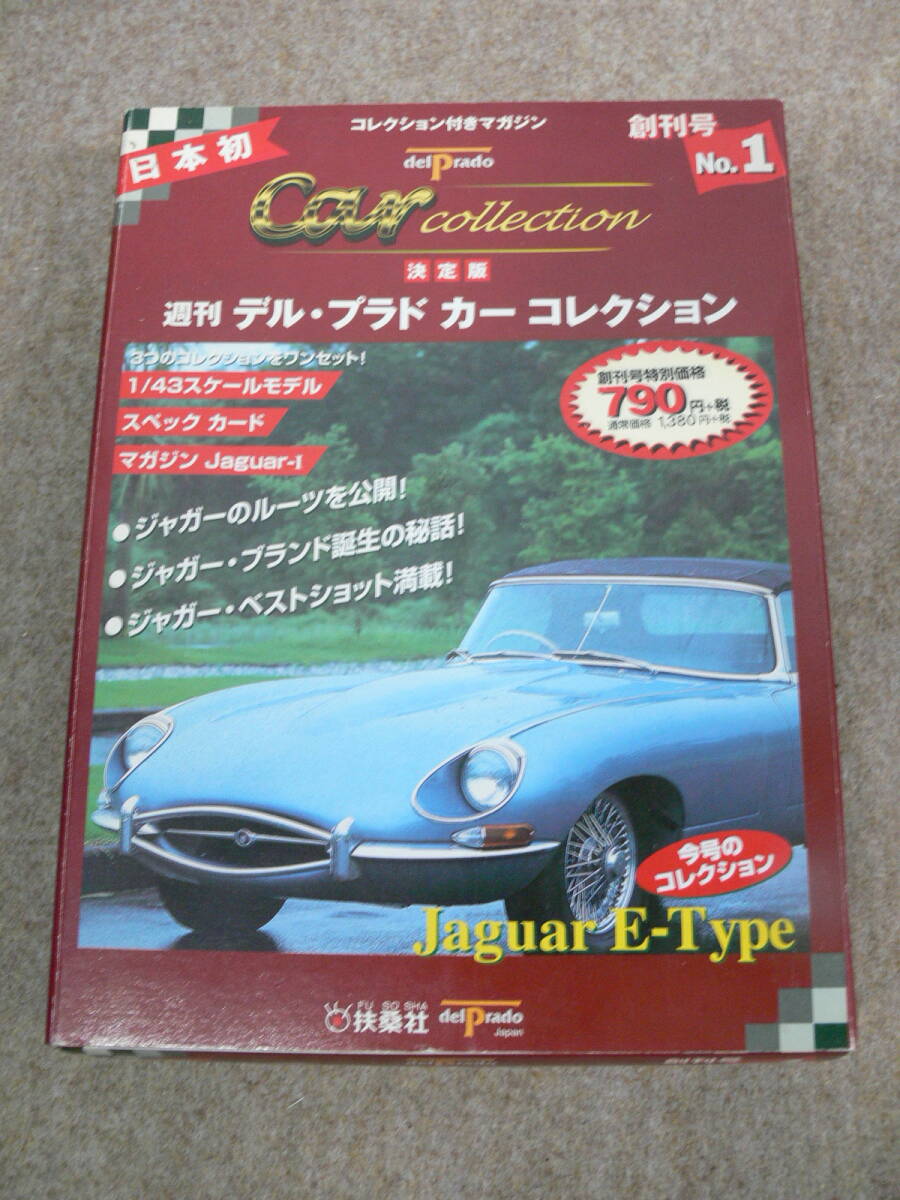 コレクション付きマガジン
創刊号
No.1
日本初
del Prado
Car collection
決定版
週刊 デル・プラド カー コレクション
3つのコレクションをワンセット!
1/43スケールモデル
スペック カード
マガジン Jaguar-I
創刊号特別価格
790円+税
通常価格 1,380円+税
●ジャガーのルーツを公開!
●ジャガー・ブランド誕生の秘話!
●ジャガー・ベストショット満載!
今号の
コレクション
Jaguar E-Type
FU SO SHA
扶桑社
del Prado
Japan